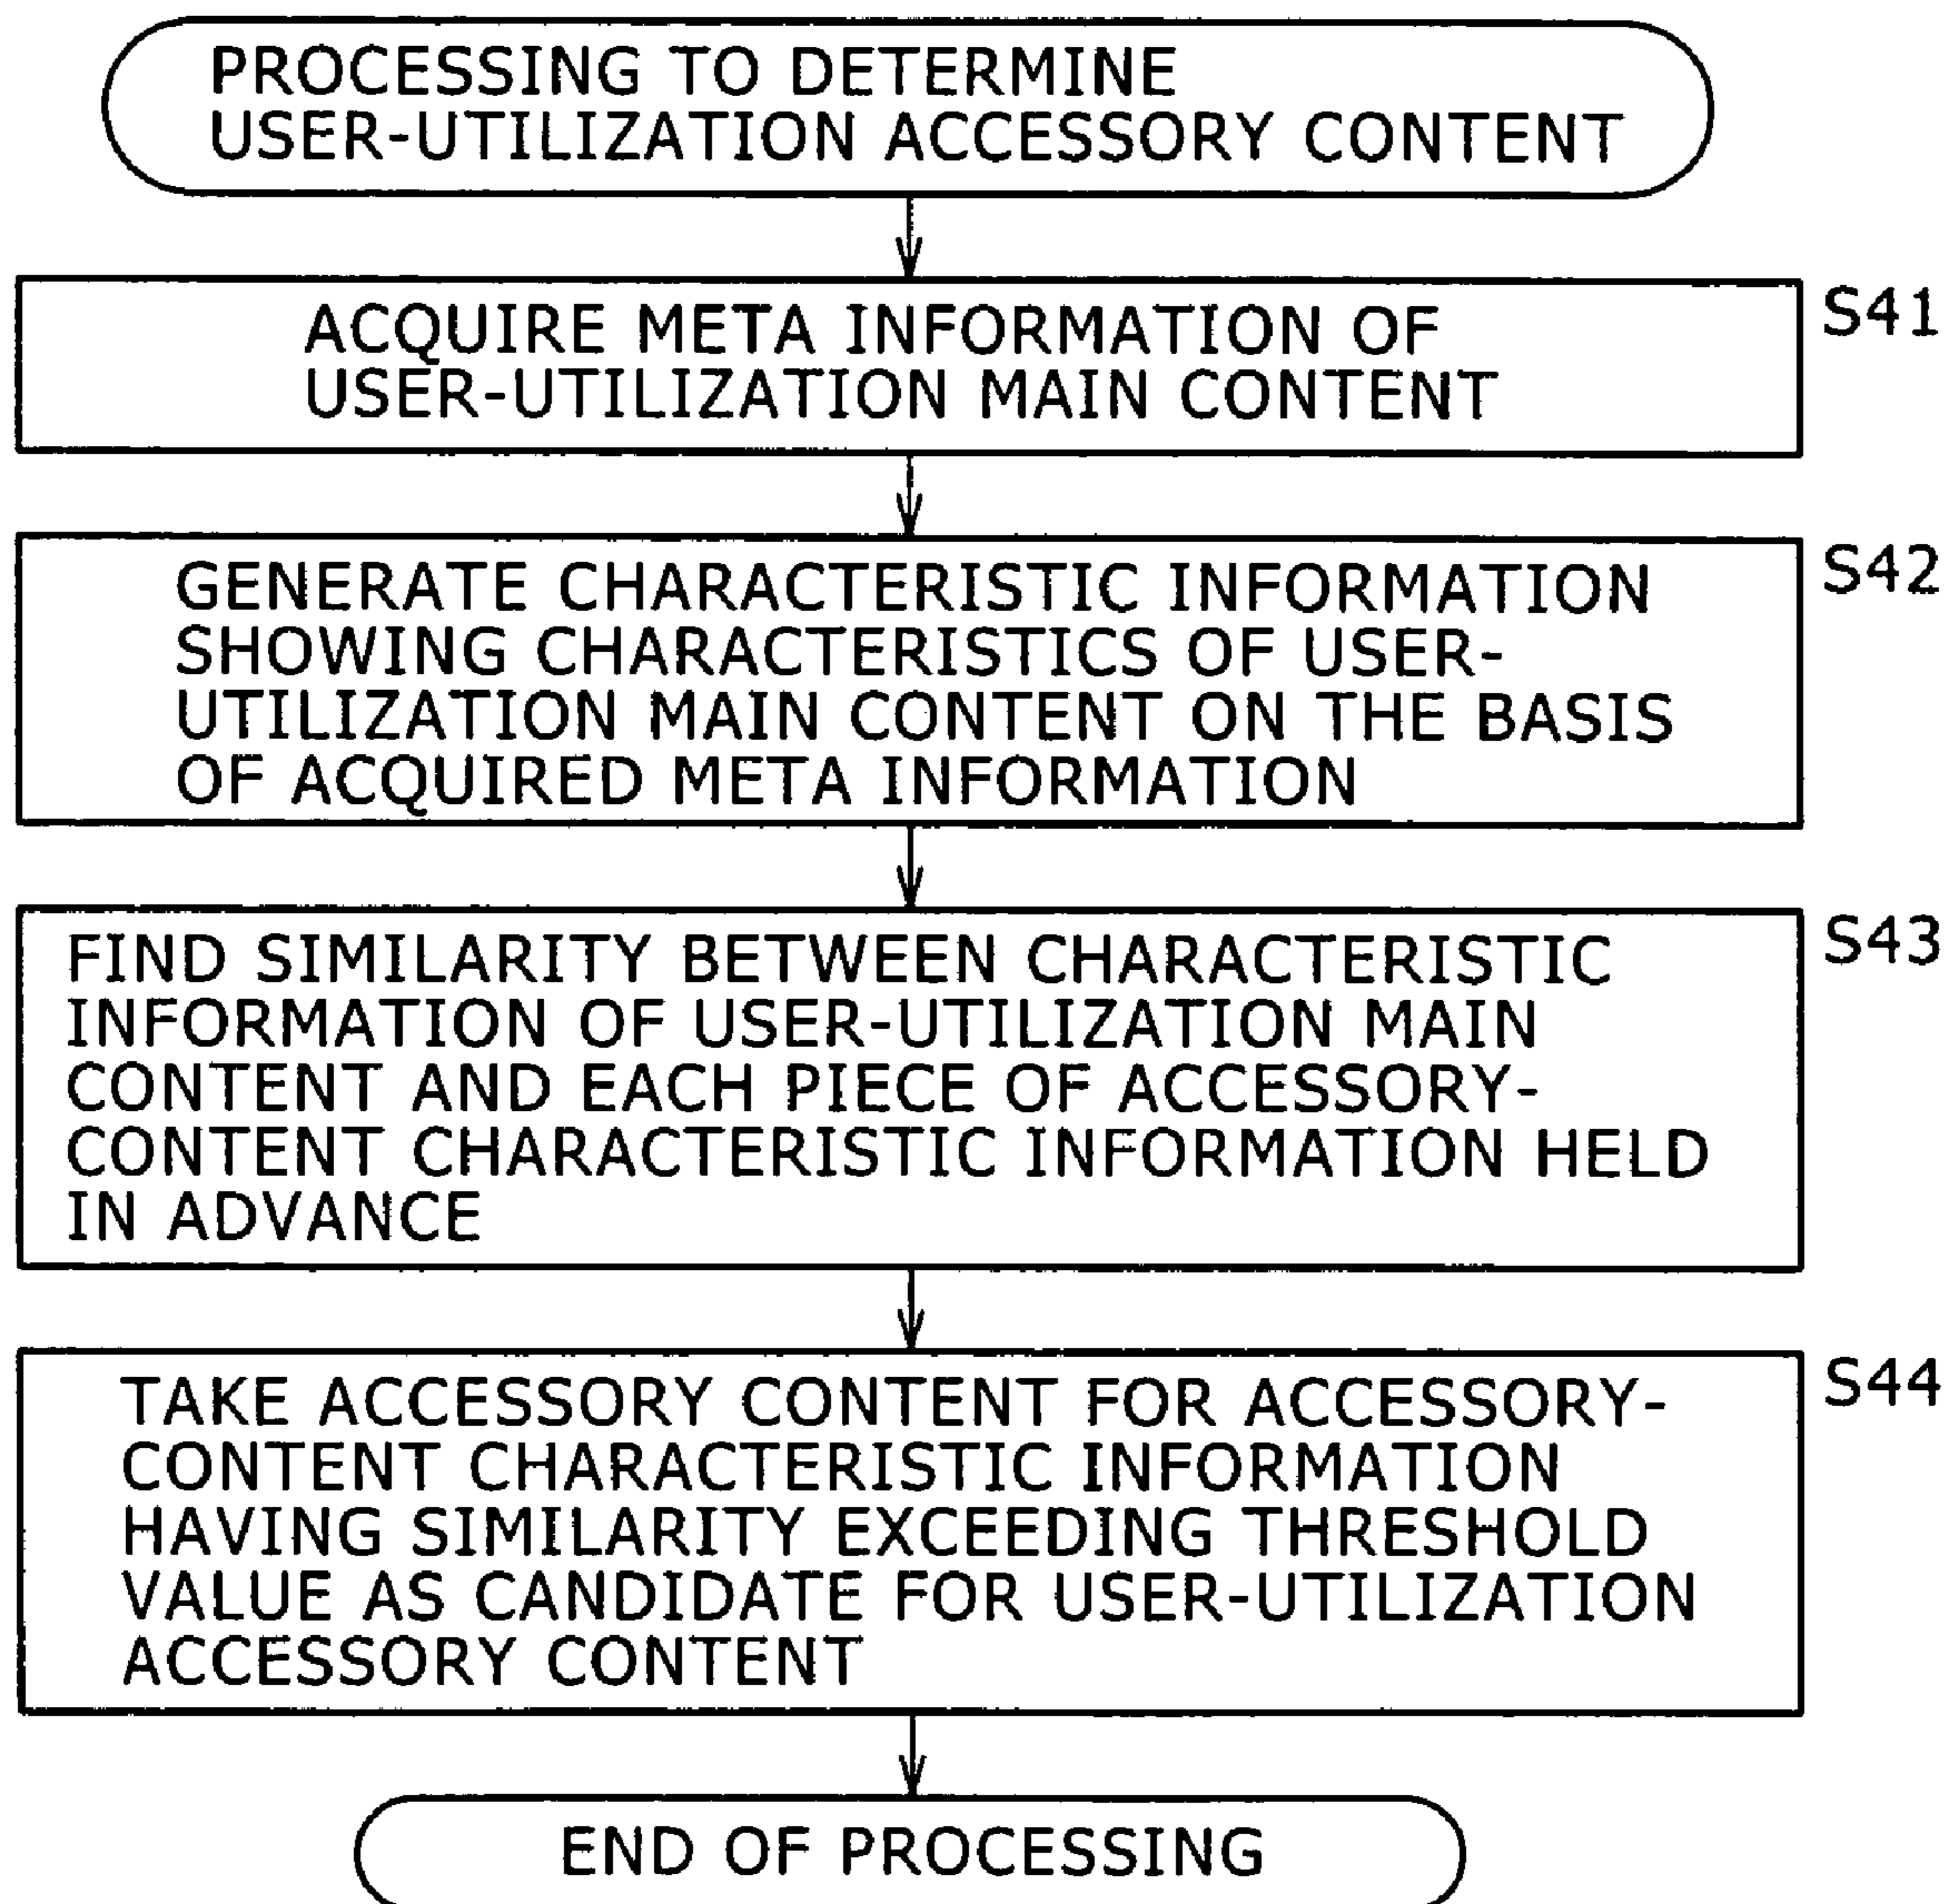 PROCESSING TO DETERMINE
USER-UTILIZATION ACCESSORY CONTENT
ACQUIRE META INFORMATION OF
USER-UTILIZATION MAIN CONTENT
S41
GENERATE CHARACTERISTIC INFORMATION
SHOWING CHARACTERISTICS OF USER-
UTILIZATION MAIN CONTENT ON THE BASIS
OF ACQUIRED META INFORMATION
S42
FIND SIMILARITY BETWEEN CHARACTERISTIC
INFORMATION OF USER-UTILIZATION MAIN
CONTENT AND EACH PIECE OF ACCESSORY-
CONTENT CHARACTERISTIC INFORMATION HELD
IN ADVANCE
S43
TAKE ACCESSORY CONTENT FOR ACCESSORY-
CONTENT CHARACTERISTIC INFORMATION
HAVING SIMILARITY EXCEEDING THRESHOLD
VALUE AS CANDIDATE FOR USER-UTILIZATION
ACCESSORY CONTENT
S44
END OF PROCESSING